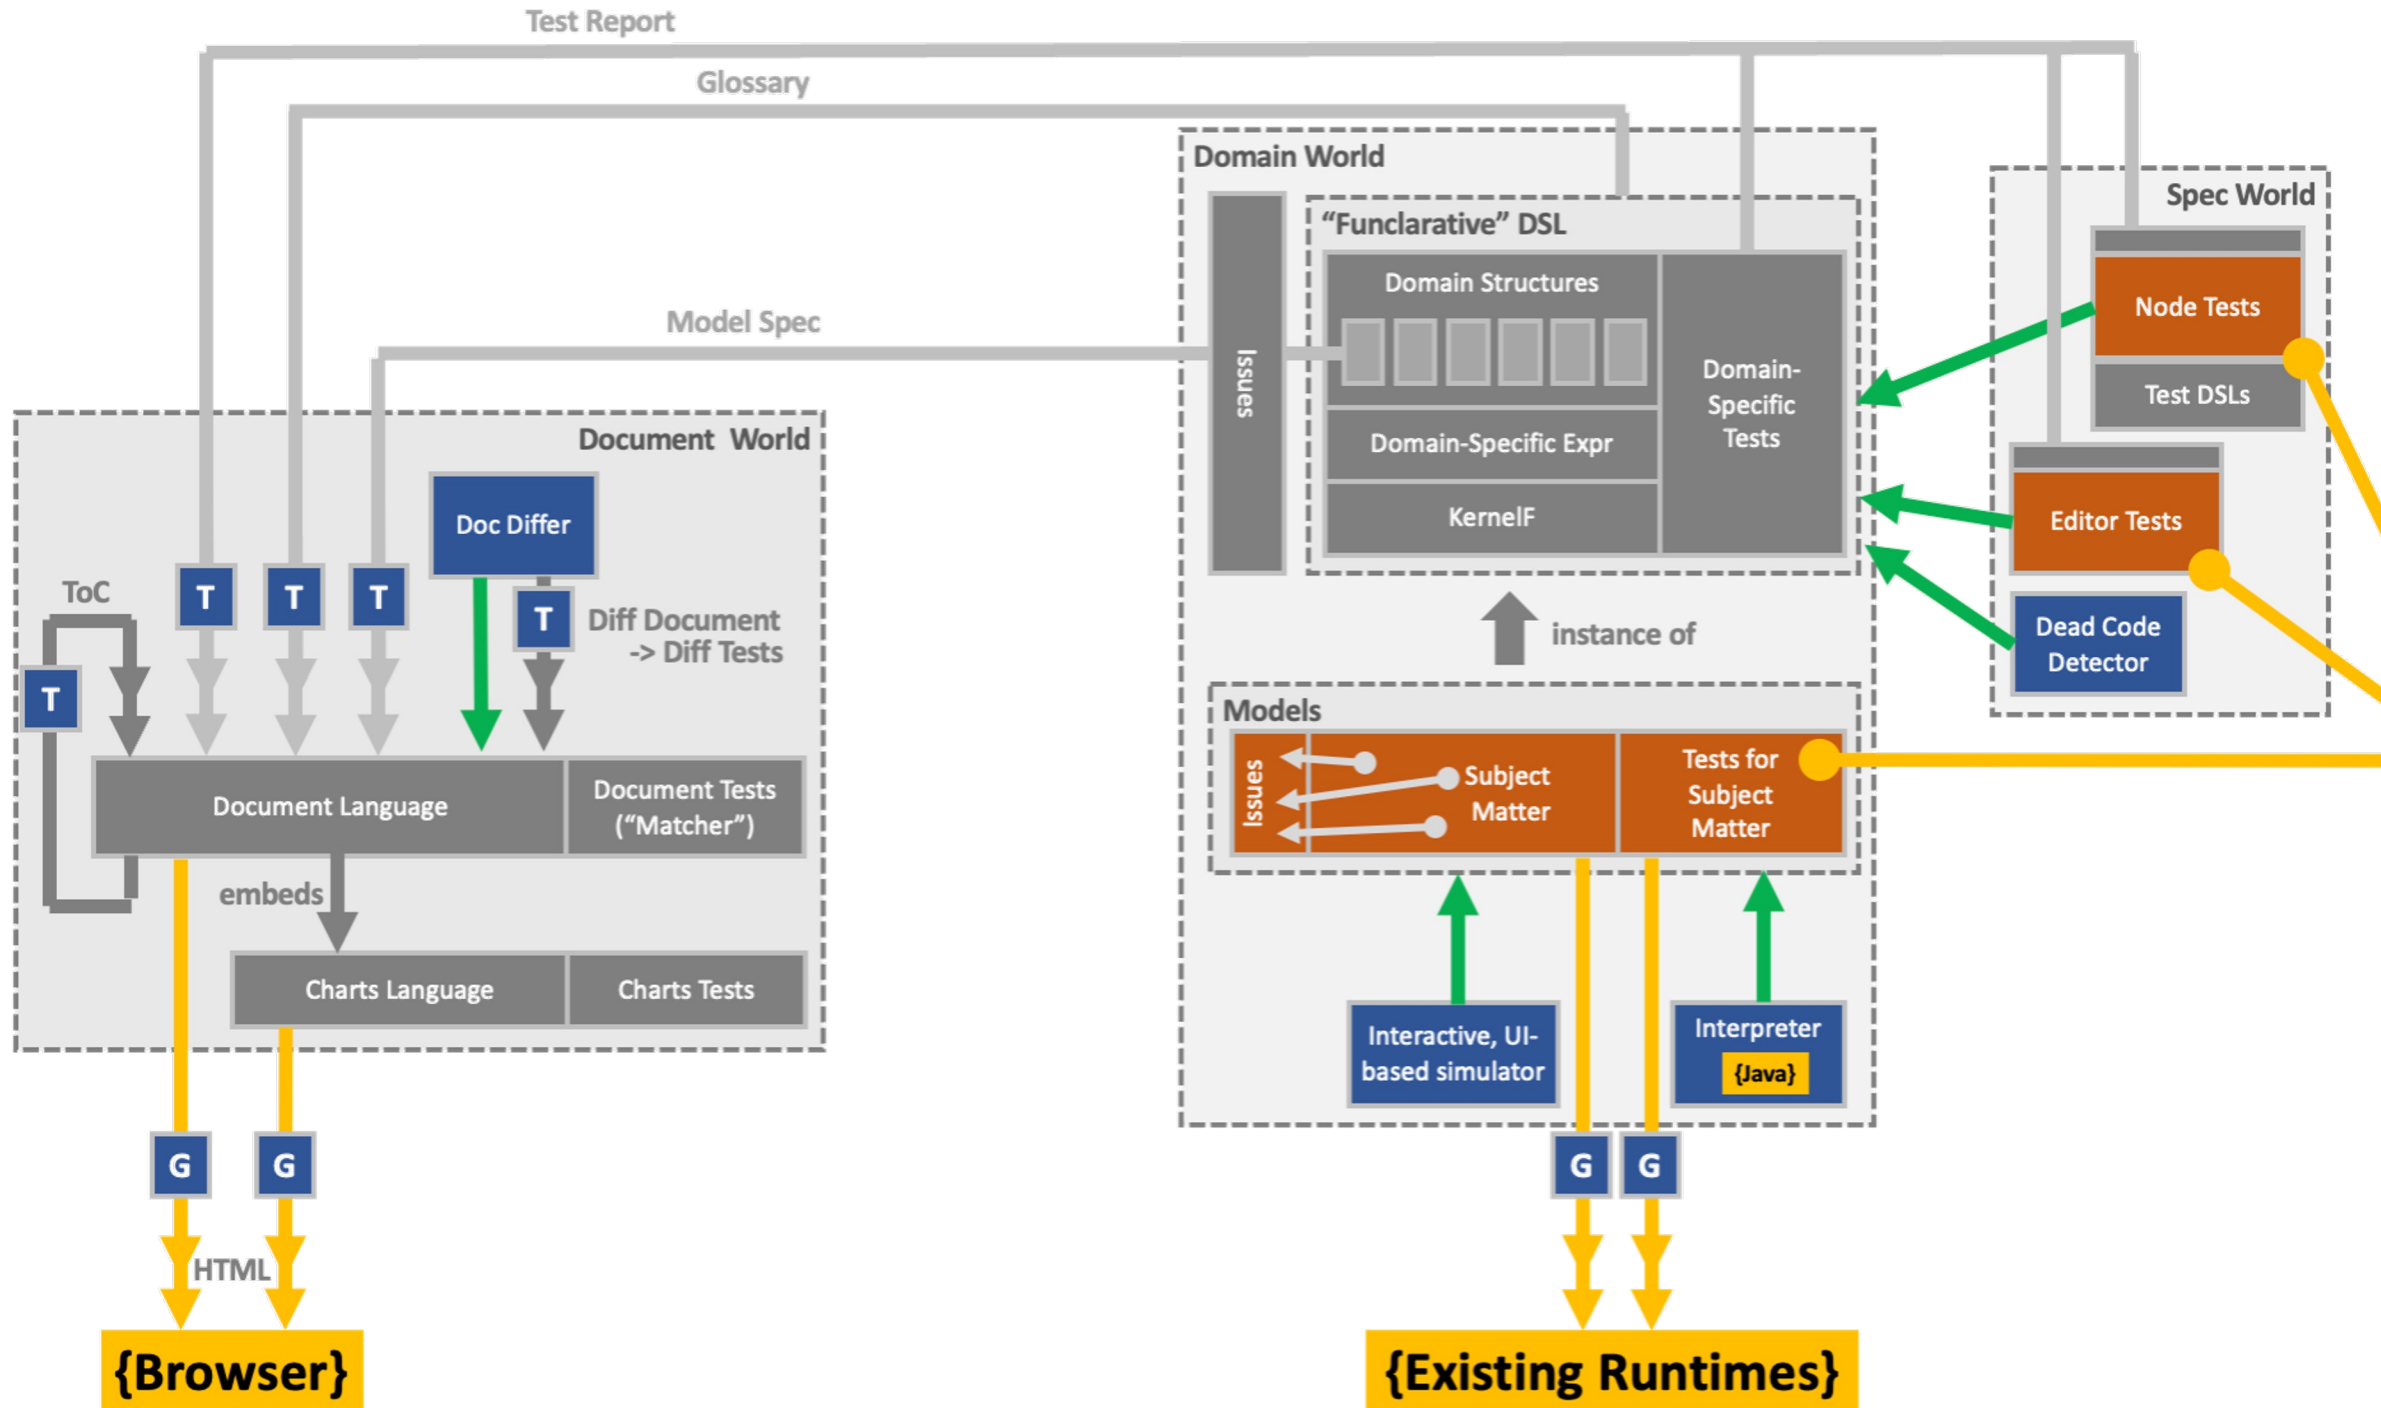 Test Report
Glossary
Model Spec
Domain World
Issues
“Funclarative” DSL
Domain Structures
Domain-Specific Expr
KernelF
Domain-
Specific
Tests
instance of
Models
Issues
Subject
Matter
Tests for
Subject
Matter
Interactive, UI-
based simulator
Interpreter
{Java}
G
G
{Existing Runtimes}
Spec World
Node Tests
Test DSLs
Editor Tests
Dead Code
Detector
Document World
Doc Differ
ToC
T
T
T
T
T
Diff Document
-> Diff Tests
Document Language
Document Tests
(“Matcher”)
embeds
Charts Language
Charts Tests
G
G
HTML
{Browser}